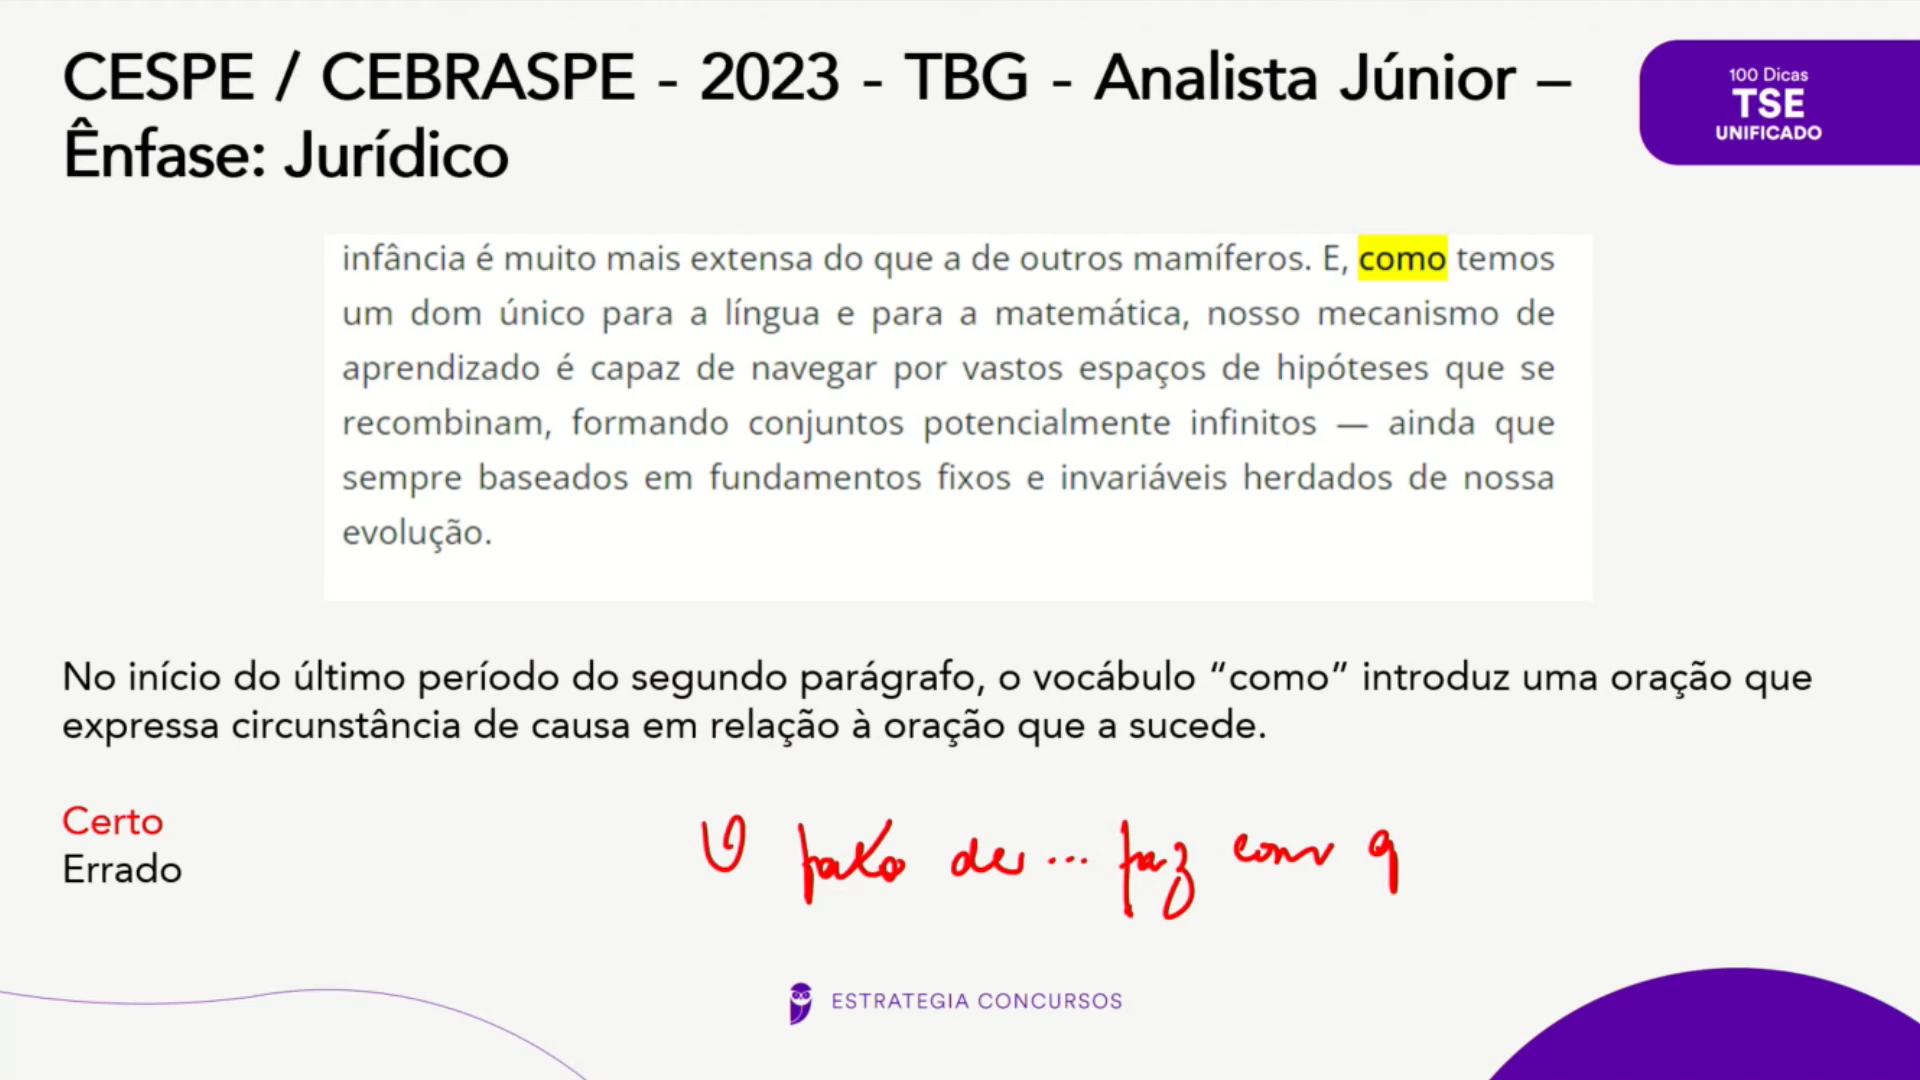 CESPE / CEBRASPE - 2023 - TBG - Analista Júnior –
Ênfase: Jurídico
100 Dicas
TSE
UNIFICADO
infância é muito mais extensa do que a de outros mamíferos. E, como temos
um dom único para a língua e para a matemática, nosso mecanismo de
aprendizado é capaz de navegar por vastos espaços de hipóteses que se
recombinam, formando conjuntos potencialmente infinitos — ainda que
sempre baseados em fundamentos fixos e invariáveis herdados de nossa
evolução.
No início do último período do segundo parágrafo, o vocábulo “como” introduz uma oração que
expressa circunstância de causa em relação à oração que a sucede.
Certo
Errado
O fato de ... faz com q
ESTRATEGIA CONCURSOS